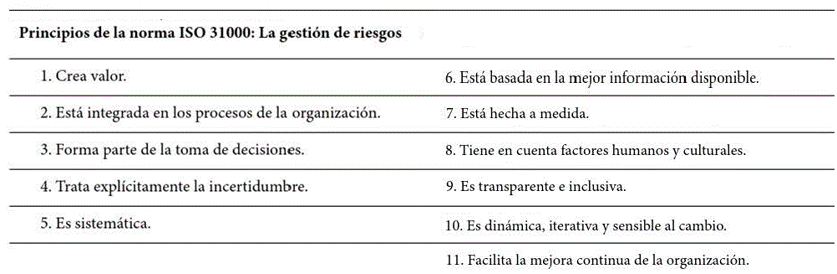 Principios de la norma ISO 31000: La gestión de riesgos
1. Crea valor.
2. Está integrada en los procesos de la organización.
3. Forma parte de la toma de decisiones.
4. Trata explícitamente la incertidumbre.
5. Es sistemática.
6. Está basada en la mejor información disponible.
7. Está hecha a medida.
8. Tiene en cuenta factores humanos y culturales.
9. Es transparente e inclusiva.
10. Es dinámica, iterativa y sensible al cambio.
11. Facilita la mejora continua de la organización.